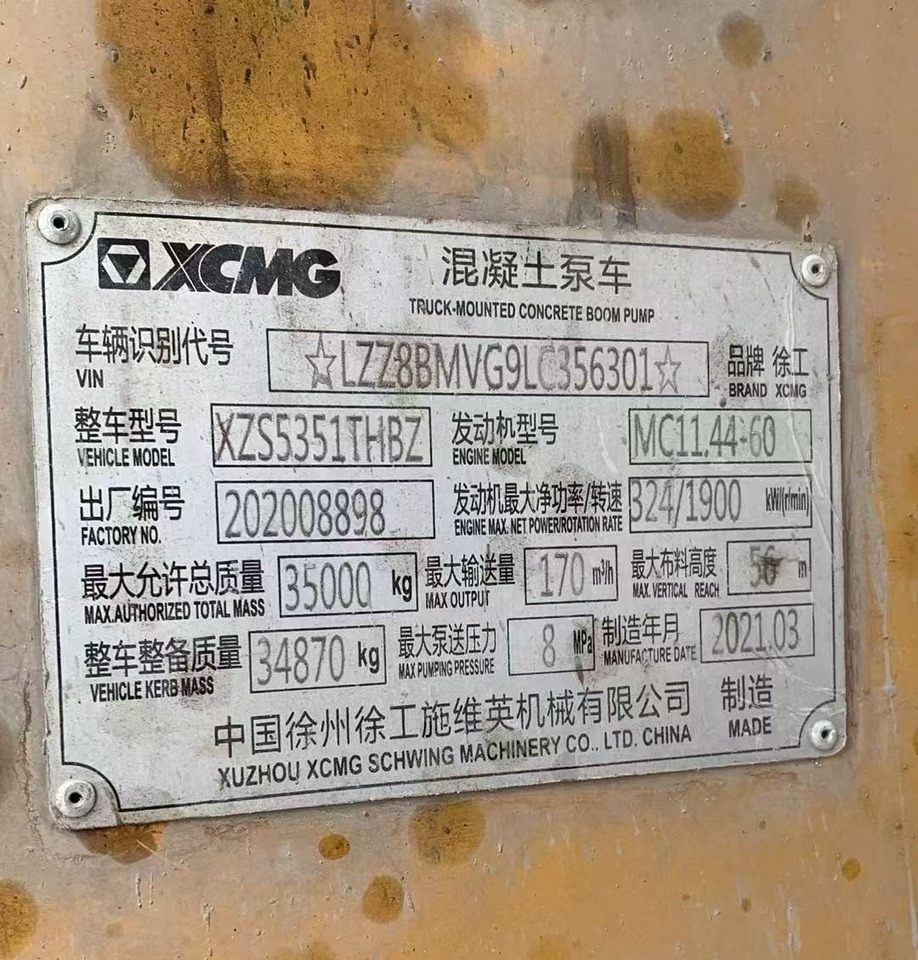 XCMG 混凝土泵车
TRUCK-MOUNTED CONCRETE BOOM PUMP
车辆识别代号 ☆LZZ8BMVG9LC356301☆ 品牌 徐工
VIN BRAND XCMG
整车型号 XZS5351THBZ 发动机型号 MC11.44-60
VEHICLE MODEL ENGINE MODEL
出厂编号 202008898 发动机最大净功率/转速 324/1900 kW/(r/min)
FACTORY NO. ENGINE MAX. NET POWER/ROTATION RATE
最大允许总质量 35000 kg 最大输送量 170 m³/h 最大布料高度 56 m
MAX.AUTHORIZED TOTAL MASS MAX OUTPUT MAX. VERTICAL REACH
整车整备质量 34870 kg 最大泵送压力 8 MPa 制造年月 2021.03
VEHICLE KERB MASS MAX PUMPING PRESSURE MANUFACTURE DATE
中国徐州徐工施维英机械有限公司 制造
XUZHOU XCMG SCHWING MACHINERY CO., LTD. CHINA MADE